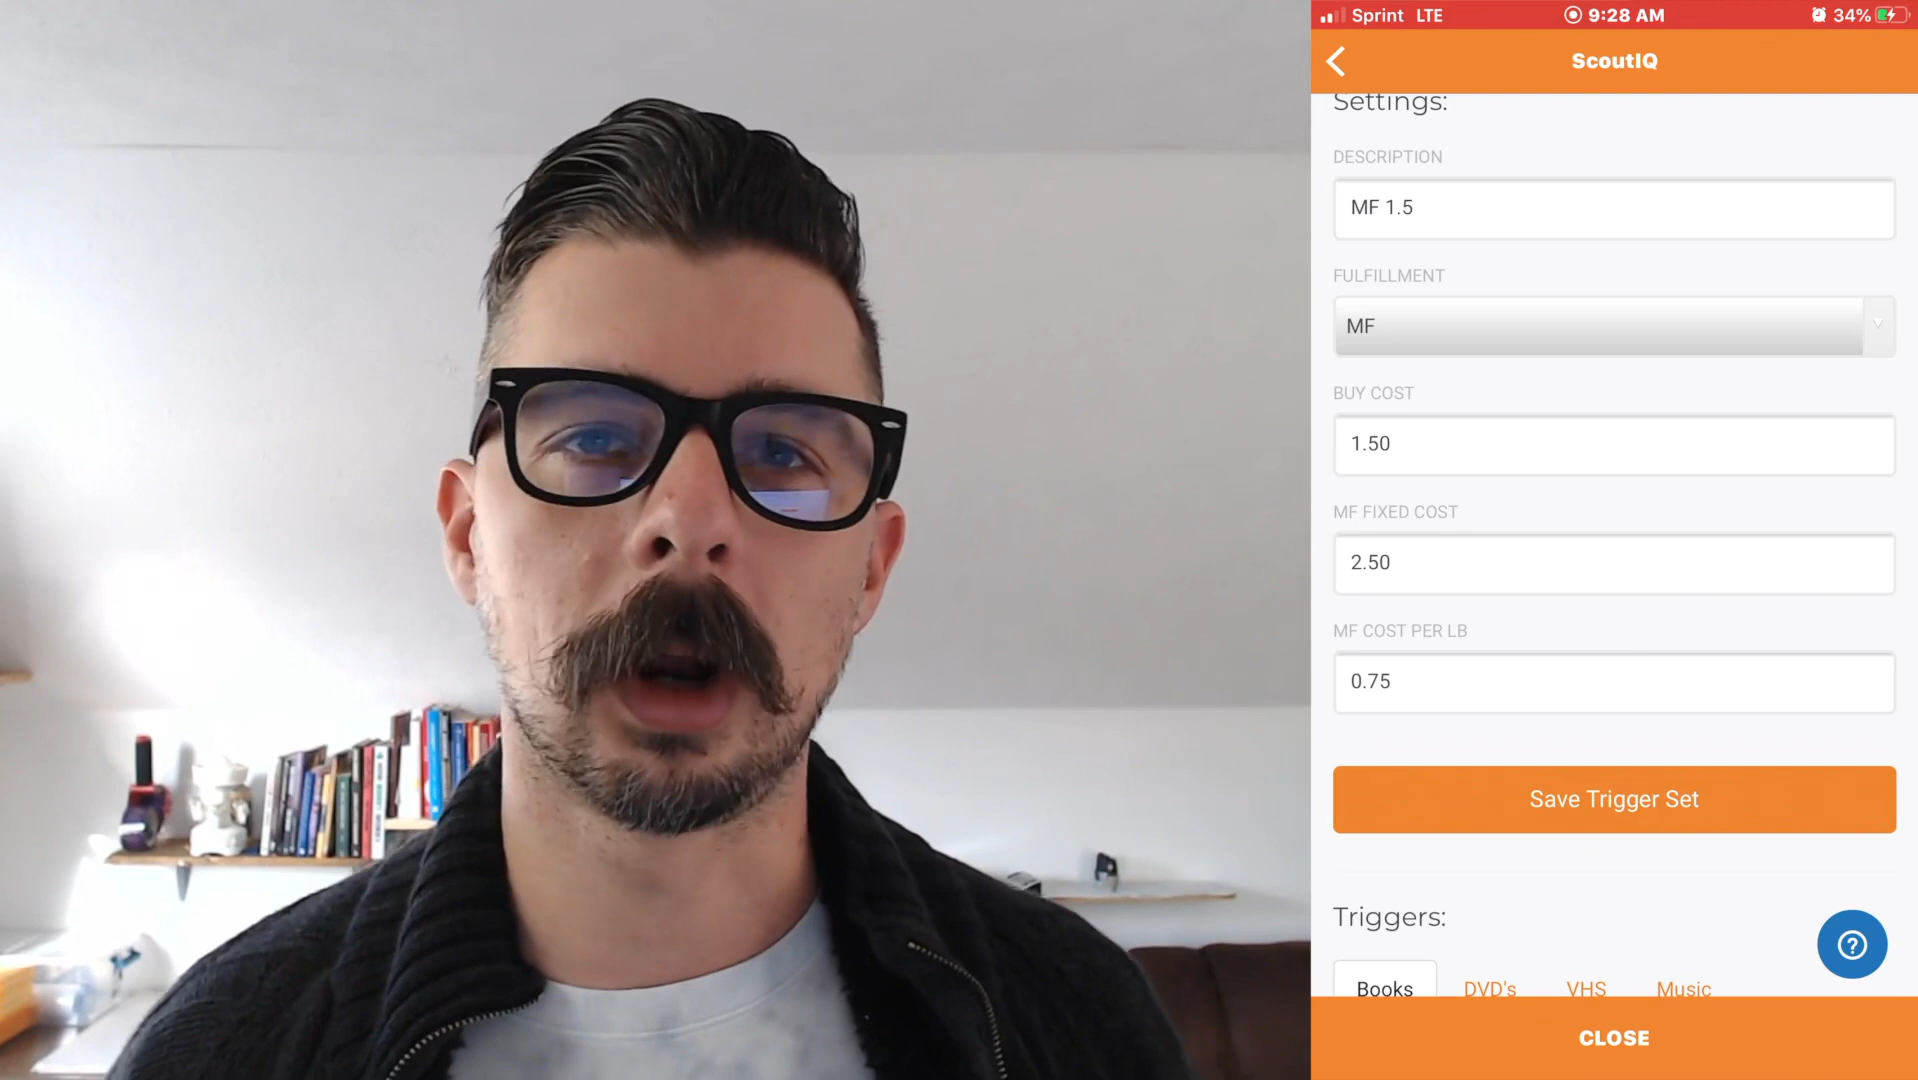 Sprint LTE 9:28 AM 34%
ScoutIQ
Settings:
DESCRIPTION
MF 1.5
FULFILLMENT
MF
BUY COST
1.50
MF FIXED COST
2.50
MF COST PER LB
0.75
Save Trigger Set
Triggers:
?
Books DVD's VHS Music
CLOSE